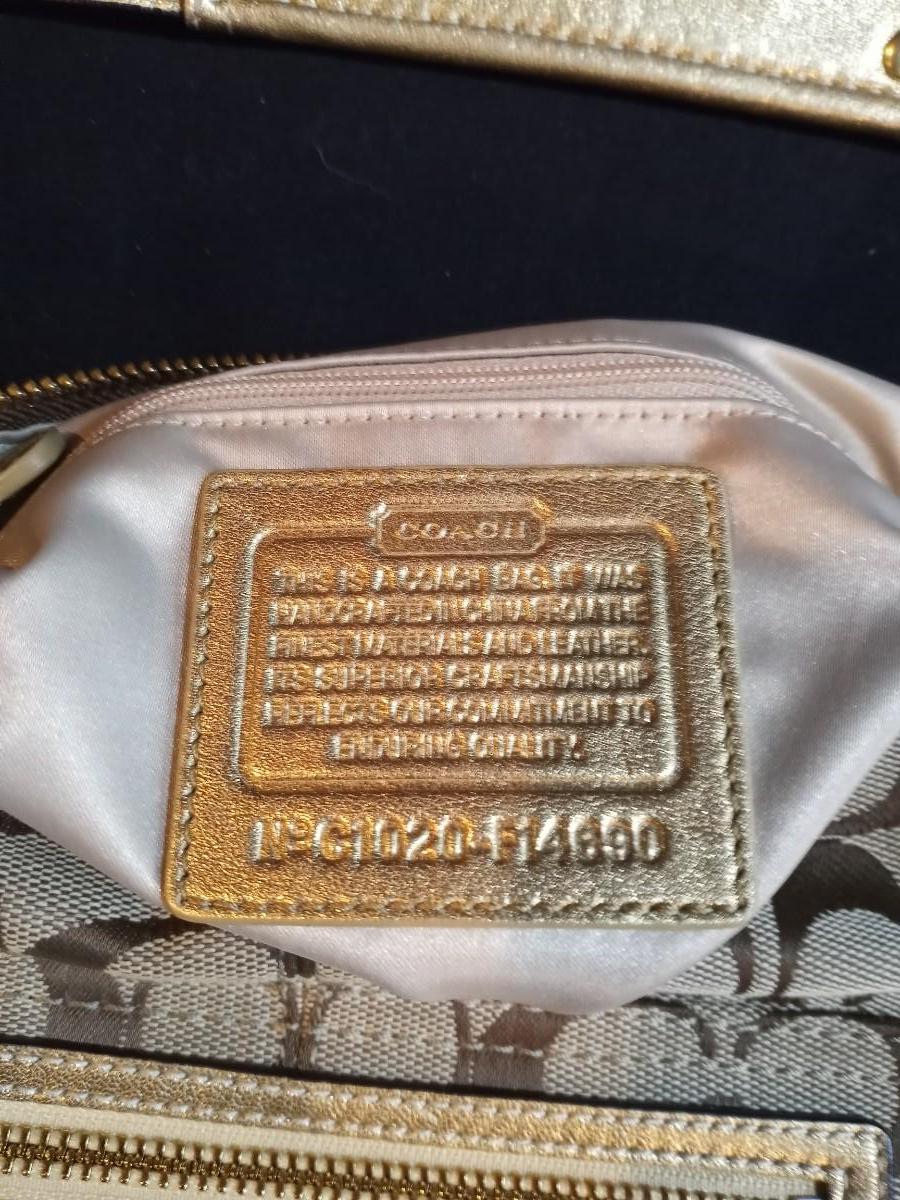 COACH
THIS IS A COACH BAG. IT WAS
HANDCRAFTED IN CHINA FROM THE
FINEST MATERIALS AND LEATHER.
ITS SUPERIOR CRAFTSMANSHIP
REFLECTS OUR COMMITMENT TO
ENDURING QUALITY.
Nº C1020-F14690